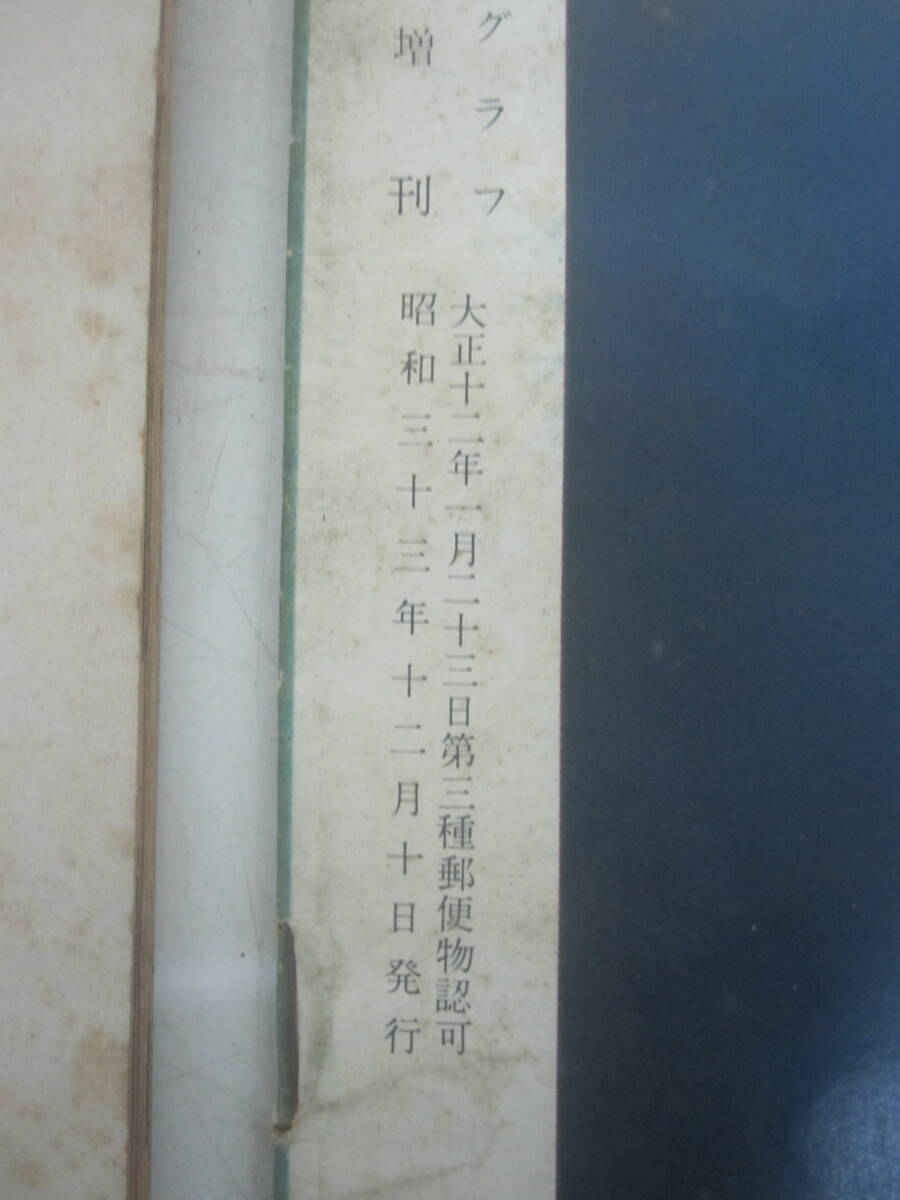 グラフ
大正十二年一月二十三日第三種郵便物認可
増刊
昭和三十三年十二月十日発行